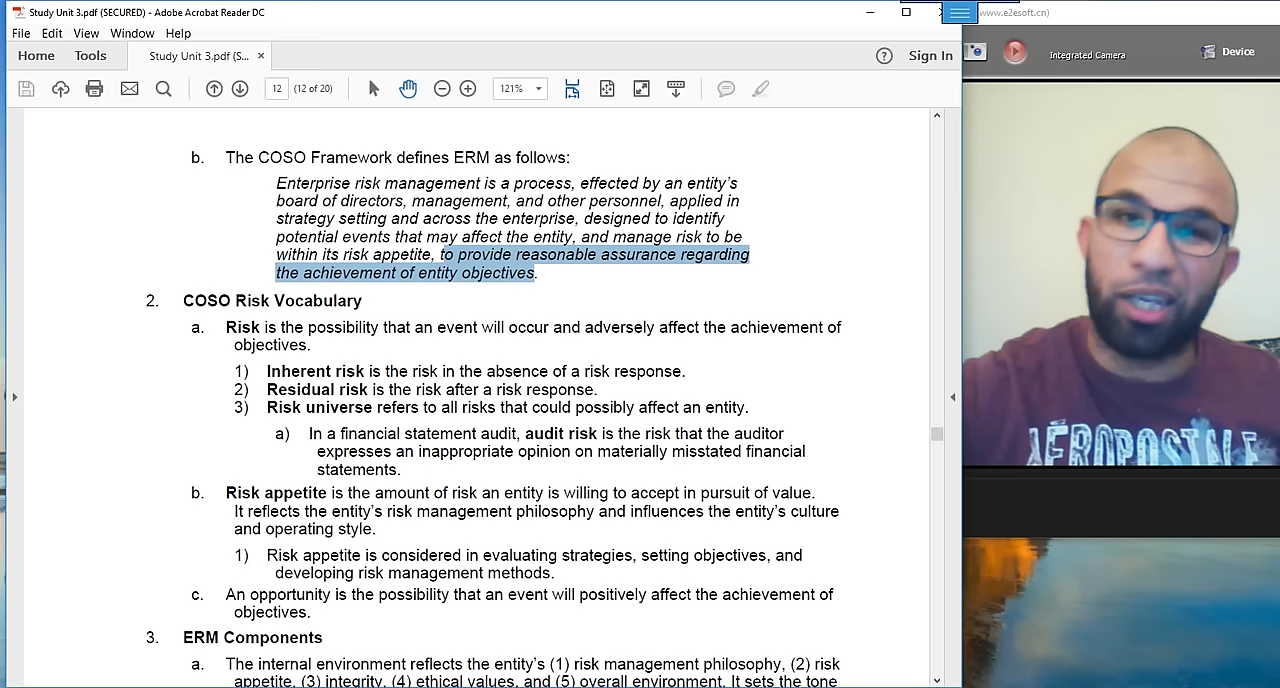 Study Unit 3.pdf (SECURED) - Adobe Acrobat Reader DC
www.e2esoft.cn)
File Edit View Window Help
Home Tools Study Unit 3.pdf (S... × Sign In
Integrated Camera Device
12 (12 of 20) 121%
b. The COSO Framework defines ERM as follows:
Enterprise risk management is a process, effected by an entity's
board of directors, management, and other personnel, applied in
strategy setting and across the enterprise, designed to identify
potential events that may affect the entity, and manage risk to be
within its risk appetite, to provide reasonable assurance regarding
the achievement of entity objectives.
2. COSO Risk Vocabulary
a. Risk is the possibility that an event will occur and adversely affect the achievement of
objectives.
1) Inherent risk is the risk in the absence of a risk response.
2) Residual risk is the risk after a risk response.
3) Risk universe refers to all risks that could possibly affect an entity.
a) In a financial statement audit, audit risk is the risk that the auditor
expresses an inappropriate opinion on materially misstated financial
statements.
b. Risk appetite is the amount of risk an entity is willing to accept in pursuit of value.
It reflects the entity's risk management philosophy and influences the entity's culture
and operating style.
1) Risk appetite is considered in evaluating strategies, setting objectives, and
developing risk management methods.
c. An opportunity is the possibility that an event will positively affect the achievement of
objectives.
3. ERM Components
a. The internal environment reflects the entity's (1) risk management philosophy, (2) risk
appetite, (3) integrity, (4) ethical values, and (5) overall environment. It sets the tone
AÉROPOSTALE